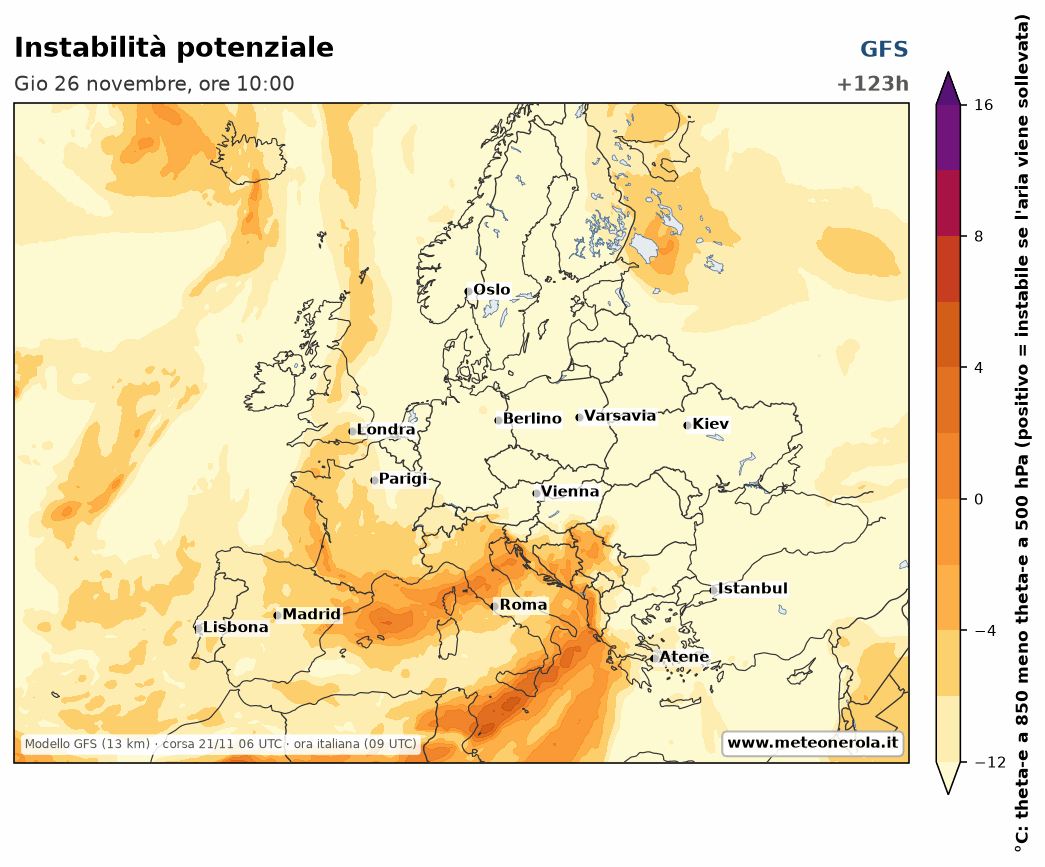 Instabilità potenziale
GFS
Gio 26 novembre, ore 10:00
+123h
Oslo
Berlino
Varsavia
Kiev
Londra
Parigi
Vienna
Istanbul
Roma
Madrid
Lisbona
Atene
Modello GFS (13 km) · corsa 21/11 06 UTC · ora italiana (09 UTC)
www.meteonerola.it
16
8
4
0
−4
−12
°C: theta-e a 850 meno theta-e a 500 hPa (positivo = instabile se l'aria viene sollevata)